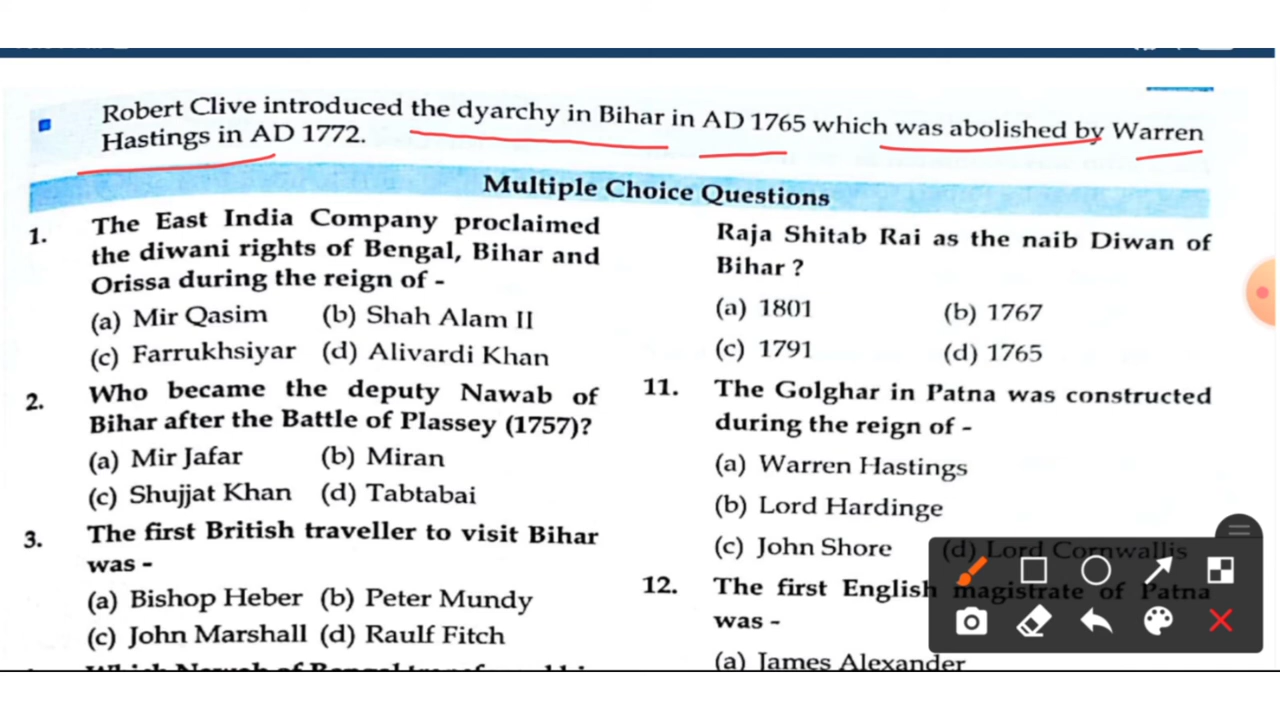 Robert Clive introduced the dyarchy in Bihar in AD 1765 which was abolished by Warren
Hastings in AD 1772.
Multiple Choice Questions
1. The East India Company proclaimed
the diwani rights of Bengal, Bihar and
Orissa during the reign of -
(a) Mir Qasim (b) Shah Alam II
(c) Farrukhsiyar (d) Alivardi Khan
2. Who became the deputy Nawab of
Bihar after the Battle of Plassey (1757)?
(a) Mir Jafar (b) Miran
(c) Shujjat Khan (d) Tabtabai
3. The first British traveller to visit Bihar
was -
(a) Bishop Heber (b) Peter Mundy
(c) John Marshall (d) Raulf Fitch
Raja Shitab Rai as the naib Diwan of
Bihar ?
(a) 1801 (b) 1767
(c) 1791 (d) 1765
11. The Golghar in Patna was constructed
during the reign of -
(a) Warren Hastings
(b) Lord Hardinge
(c) John Shore (d) Lord Cornwallis
12. The first English magistrate of Patna
was -
(a) James Alexander